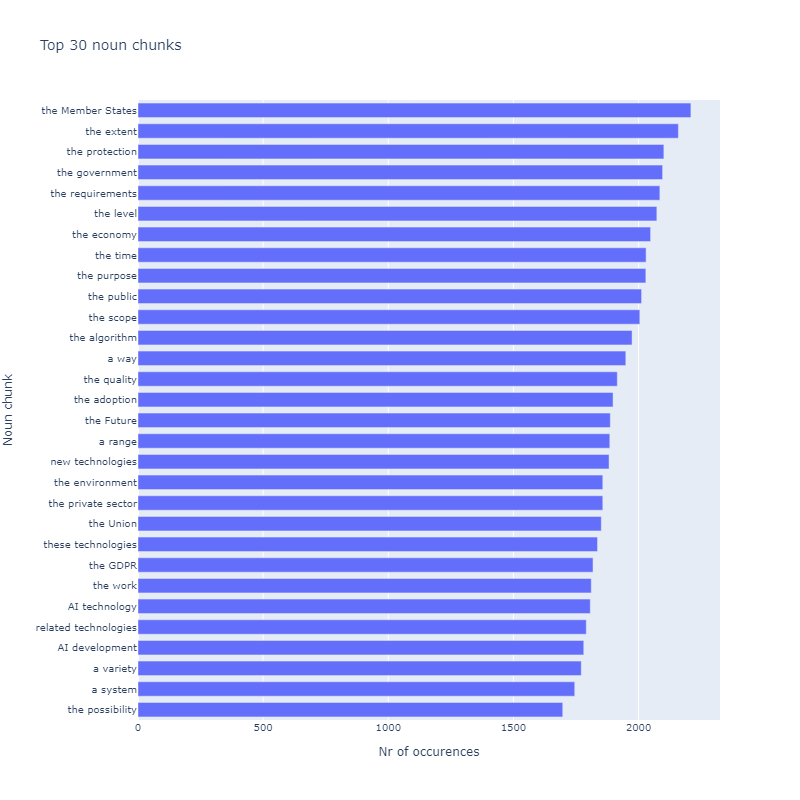 Top 30 noun chunks
Noun chunk
the Member States
the extent
the protection
the government
the requirements
the level
the economy
the time
the purpose
the public
the scope
the algorithm
a way
the quality
the adoption
the Future
a range
new technologies
the environment
the private sector
the Union
these technologies
the GDPR
the work
AI technology
related technologies
AI development
a variety
a system
the possibility
0 500 1000 1500 2000
Nr of occurences